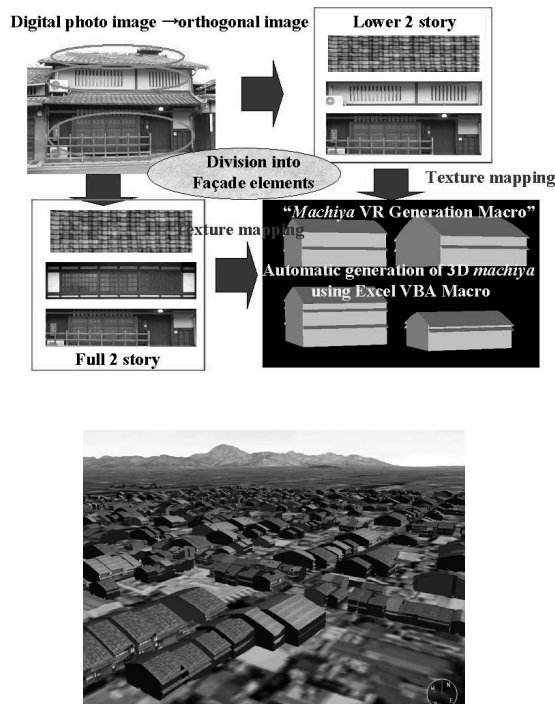 Digital photo image →orthogonal image
Lower 2 story
Division into
Façade elements
Texture mapping
Texture mapping
"Machiya VR Generation Macro"
Automatic generation of 3D machiya
using Excel VBA Macro
Full 2 story
N
E